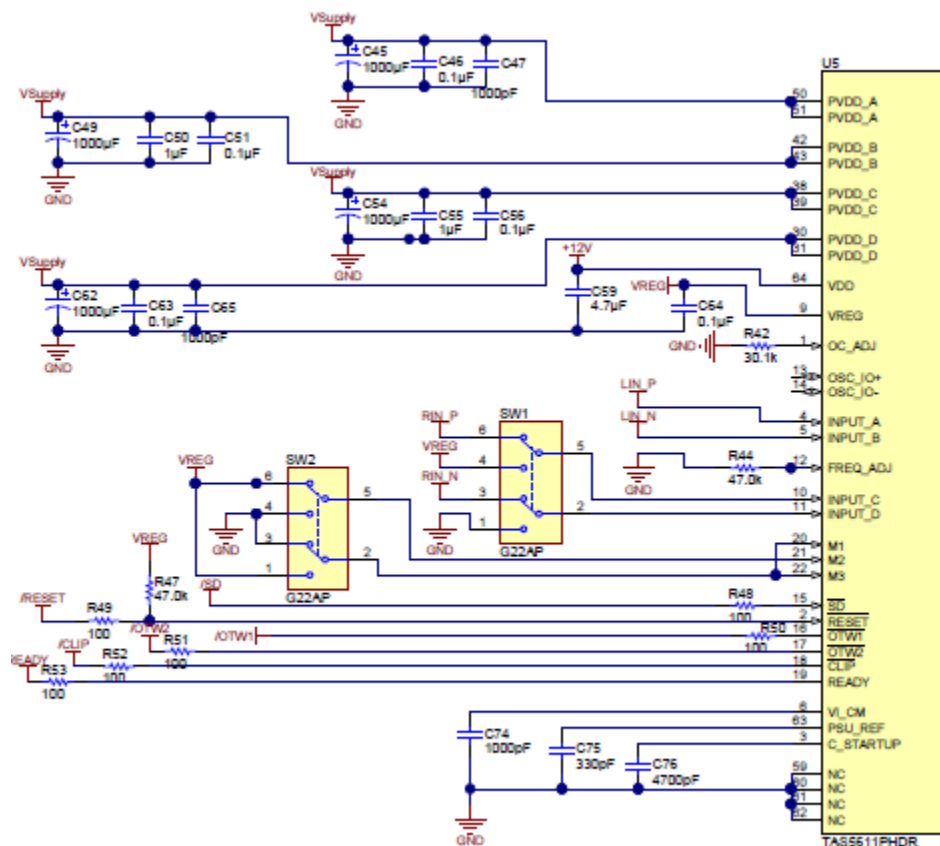 VSupply
C45
1000µF
C46
0.1µF
C47
1000pF
GND
U5
VSupply
C49
1000µF
C50
1µF
C51
0.1µF
GND
VSupply
C54
1000µF
C55
1µF
C56
0.1µF
GND
VSupply
C62
1000µF
C63
0.1µF
C65
1000pF
GND
+12V
C59
4.7µF
VREG
C64
0.1µF
GND
R42
30.1k
50 PVDD_A
51 PVDD_A
42 PVDD_B
43 PVDD_B
38 PVDD_C
39 PVDD_C
30 PVDD_D
31 PVDD_D
64 VDD
9 VREG
1 OC_ADJ
13 OSC_IO+
14 OSC_IO-
LIN_P
4 INPUT_A
LIN_N
5 INPUT_B
GND
R44
47.0k
12 FREQ_ADJ
10 INPUT_C
11 INPUT_D
20 M1
21 M2
22 M3
SW1
RIN_P
6
VREG
4
5
RIN_N
3
2
1
GND
G22AP
SW2
VREG
6
5
4
GND
3
2
1
G22AP
VREG
R47
47.0k
/SD
R48
100
15 SD
/RESET
R49
100
2 RESET
/OTW1
R50
100
16 OTW1
/OTW2
R51
100
17 OTW2
/CLIP
R52
100
18 CLIP
READY
R53
100
19 READY
6 VI_CM
63 PSU_REF
3 C_STARTUP
C74
1000pF
C75
330pF
C76
4700pF
GND
59 NC
60 NC
61 NC
62 NC
TAS5611PHDR